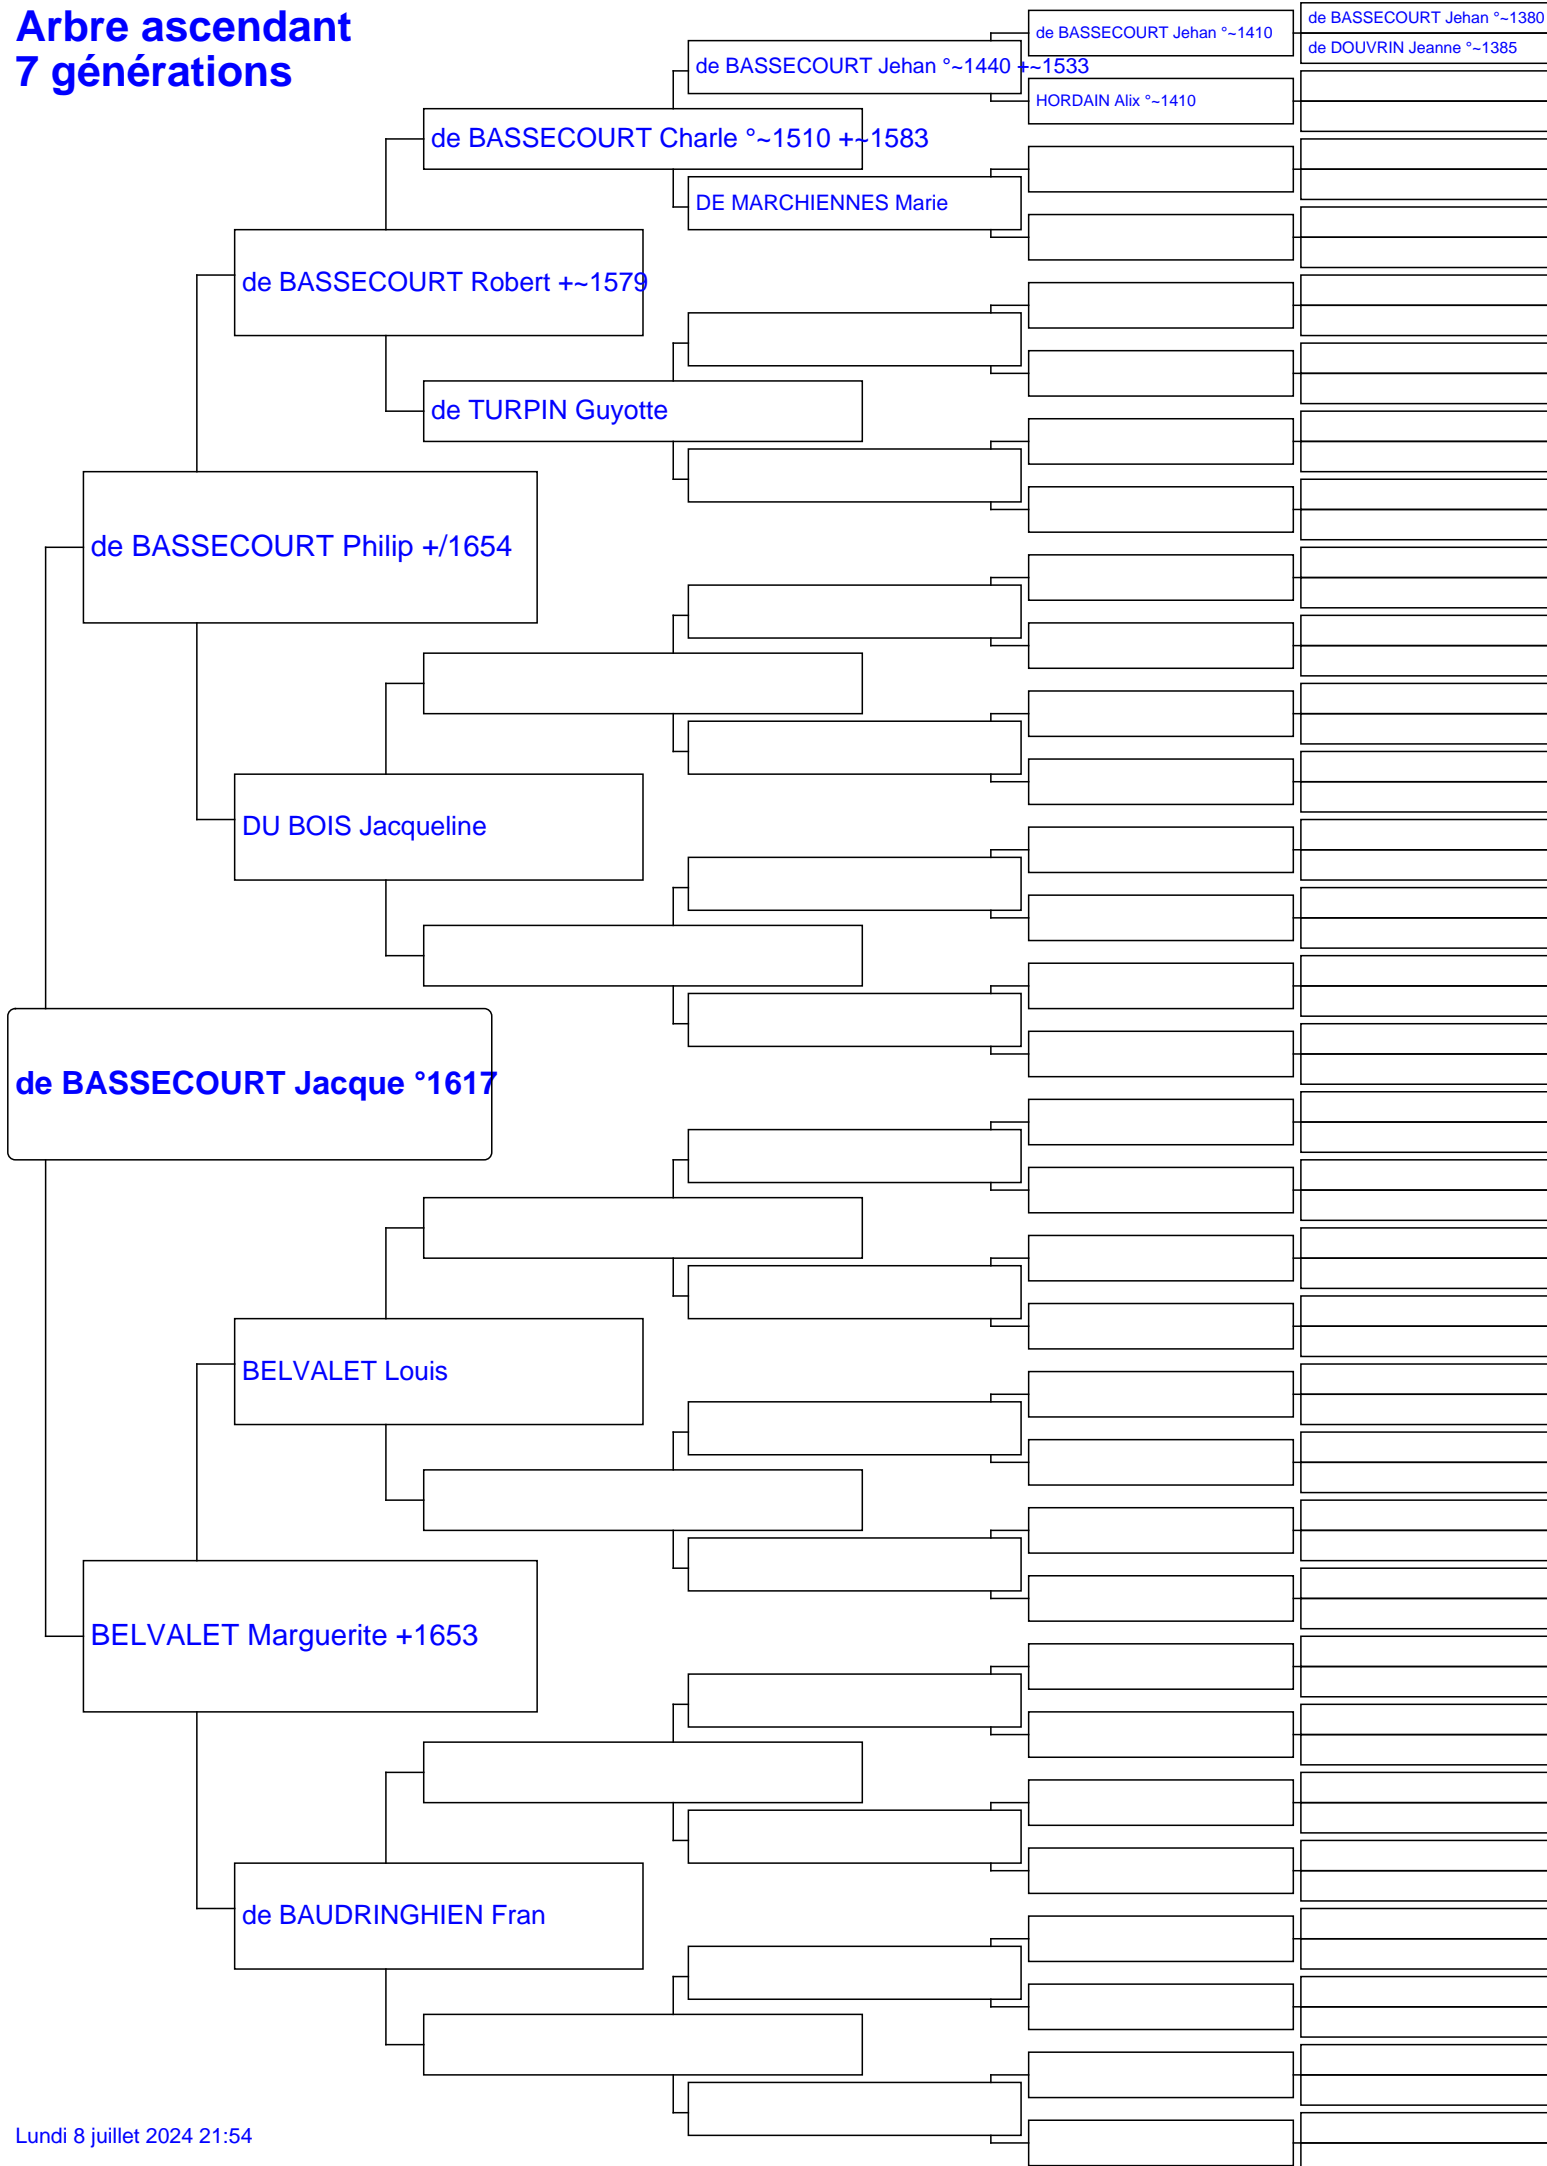 Arbre ascendant
7 générations
de BASSECOURT Jehan °~1380
de BASSECOURT Jehan °~1410
de DOUVRIN Jeanne °~1385
de BASSECOURT Jehan °~1440 +~1533
HORDAIN Alix °~1410
de BASSECOURT Charle °~1510 +~1583
DE MARCHIENNES Marie
de BASSECOURT Robert +~1579
de TURPIN Guyotte
de BASSECOURT Philip +/1654
DU BOIS Jacqueline
de BASSECOURT Jacque °1617
BELVALET Louis
BELVALET Marguerite +1653
de BAUDRINGHIEN Fran
Lundi 8 juillet 2024 21:54